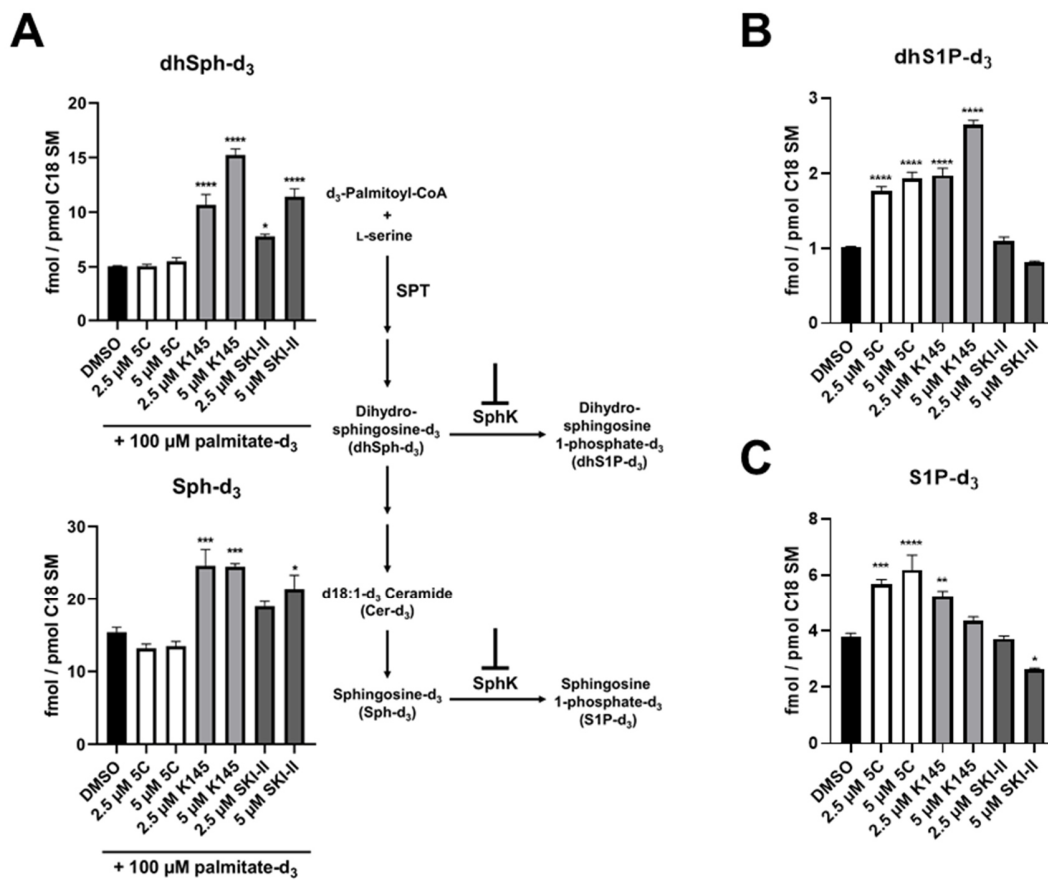 A
dhSph-d₃
fmol / pmol C18 SM
20
15
10
5
0
****
****
*
****
DMSO
2.5 µM 5C
5 µM 5C
2.5 µM K145
5 µM K145
2.5 µM SKI-II
5 µM SKI-II
+ 100 µM palmitate-d₃
Sph-d₃
fmol / pmol C18 SM
30
20
10
0
***
***
*
DMSO
2.5 µM 5C
5 µM 5C
2.5 µM K145
5 µM K145
2.5 µM SKI-II
5 µM SKI-II
+ 100 µM palmitate-d₃
d₃-Palmitoyl-CoA
+
L-serine
SPT
Dihydro-
sphingosine-d₃
(dhSph-d₃)
SphK
Dihydro-
sphingosine
1-phosphate-d₃
(dhS1P-d₃)
d18:1-d₃ Ceramide
(Cer-d₃)
Sphingosine-d₃
(Sph-d₃)
SphK
Sphingosine
1-phosphate-d₃
(S1P-d₃)
B
dhS1P-d₃
fmol / pmol C18 SM
3
2
1
0
****
****
****
****
DMSO
2.5 µM 5C
5 µM 5C
2.5 µM K145
5 µM K145
2.5 µM SKI-II
5 µM SKI-II
C
S1P-d₃
fmol / pmol C18 SM
8
6
4
2
0
***
****
**
*
DMSO
2.5 µM 5C
5 µM 5C
2.5 µM K145
5 µM K145
2.5 µM SKI-II
5 µM SKI-II